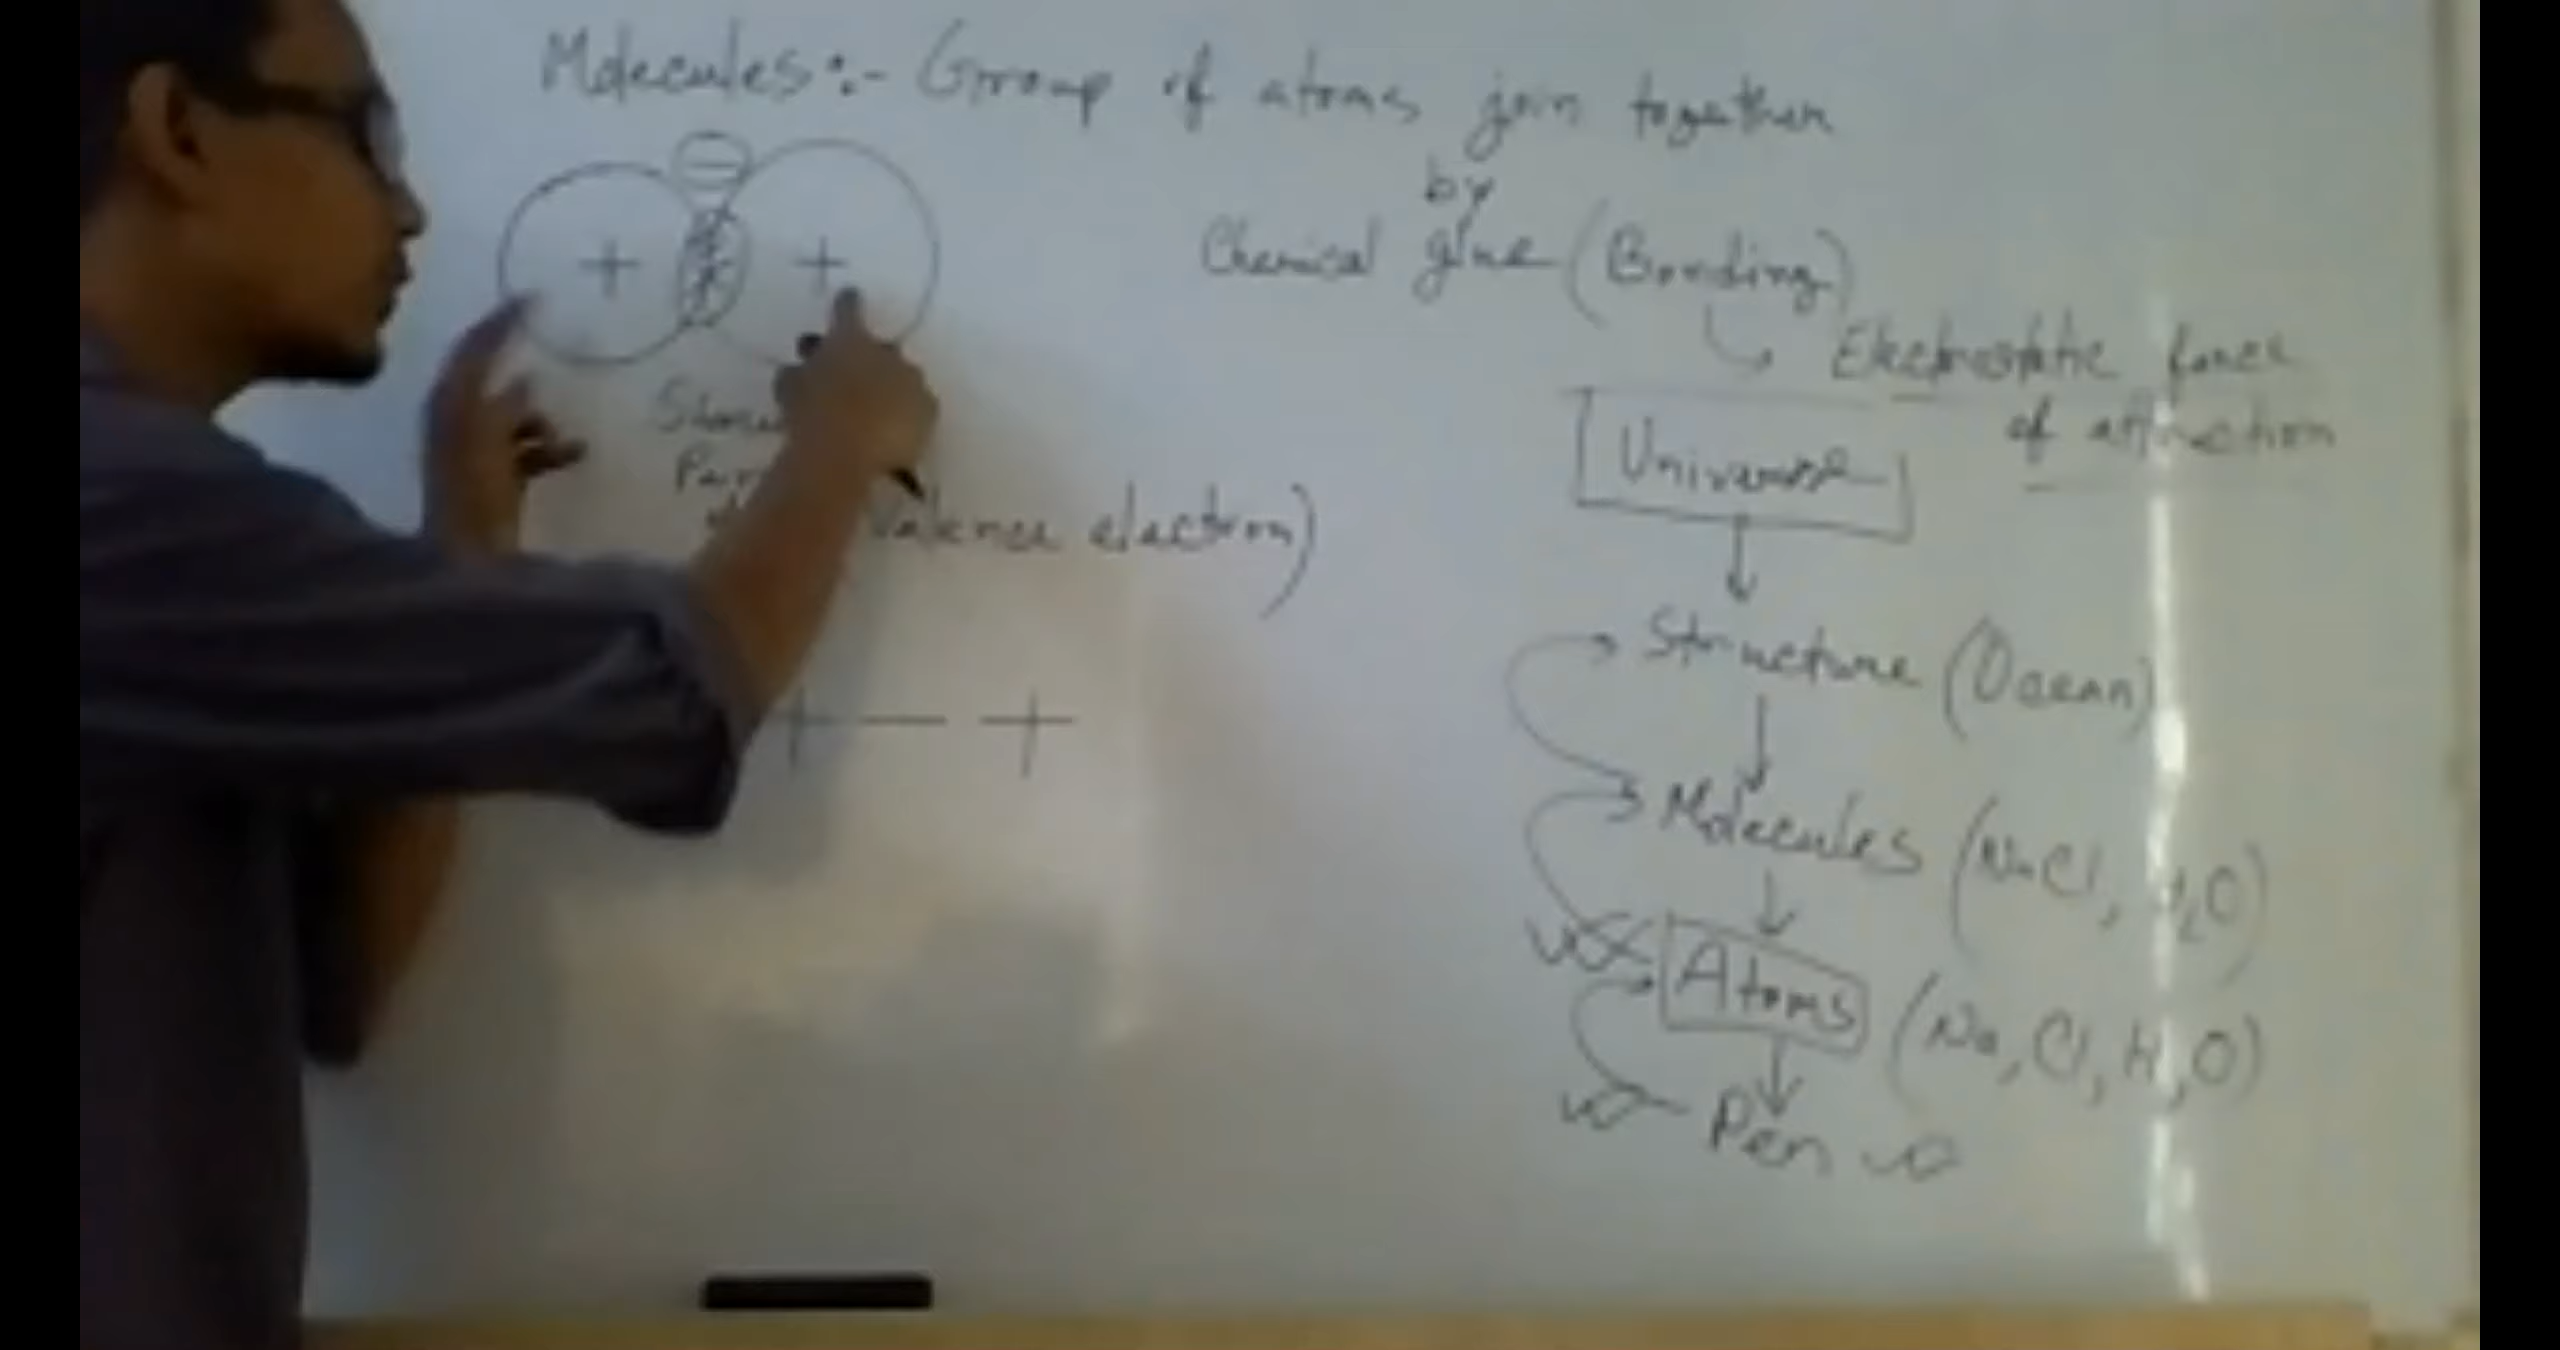 Molecules:- Group of atoms join together
by
Chemical glue (Bonding)
Electrostatic forces
of attraction
+ - +
Valence electron)
+ - +
Universe
Structure (Ocean)
Molecules (NaCl, H2O)
Atoms (Na, Cl, H, O)
Pen